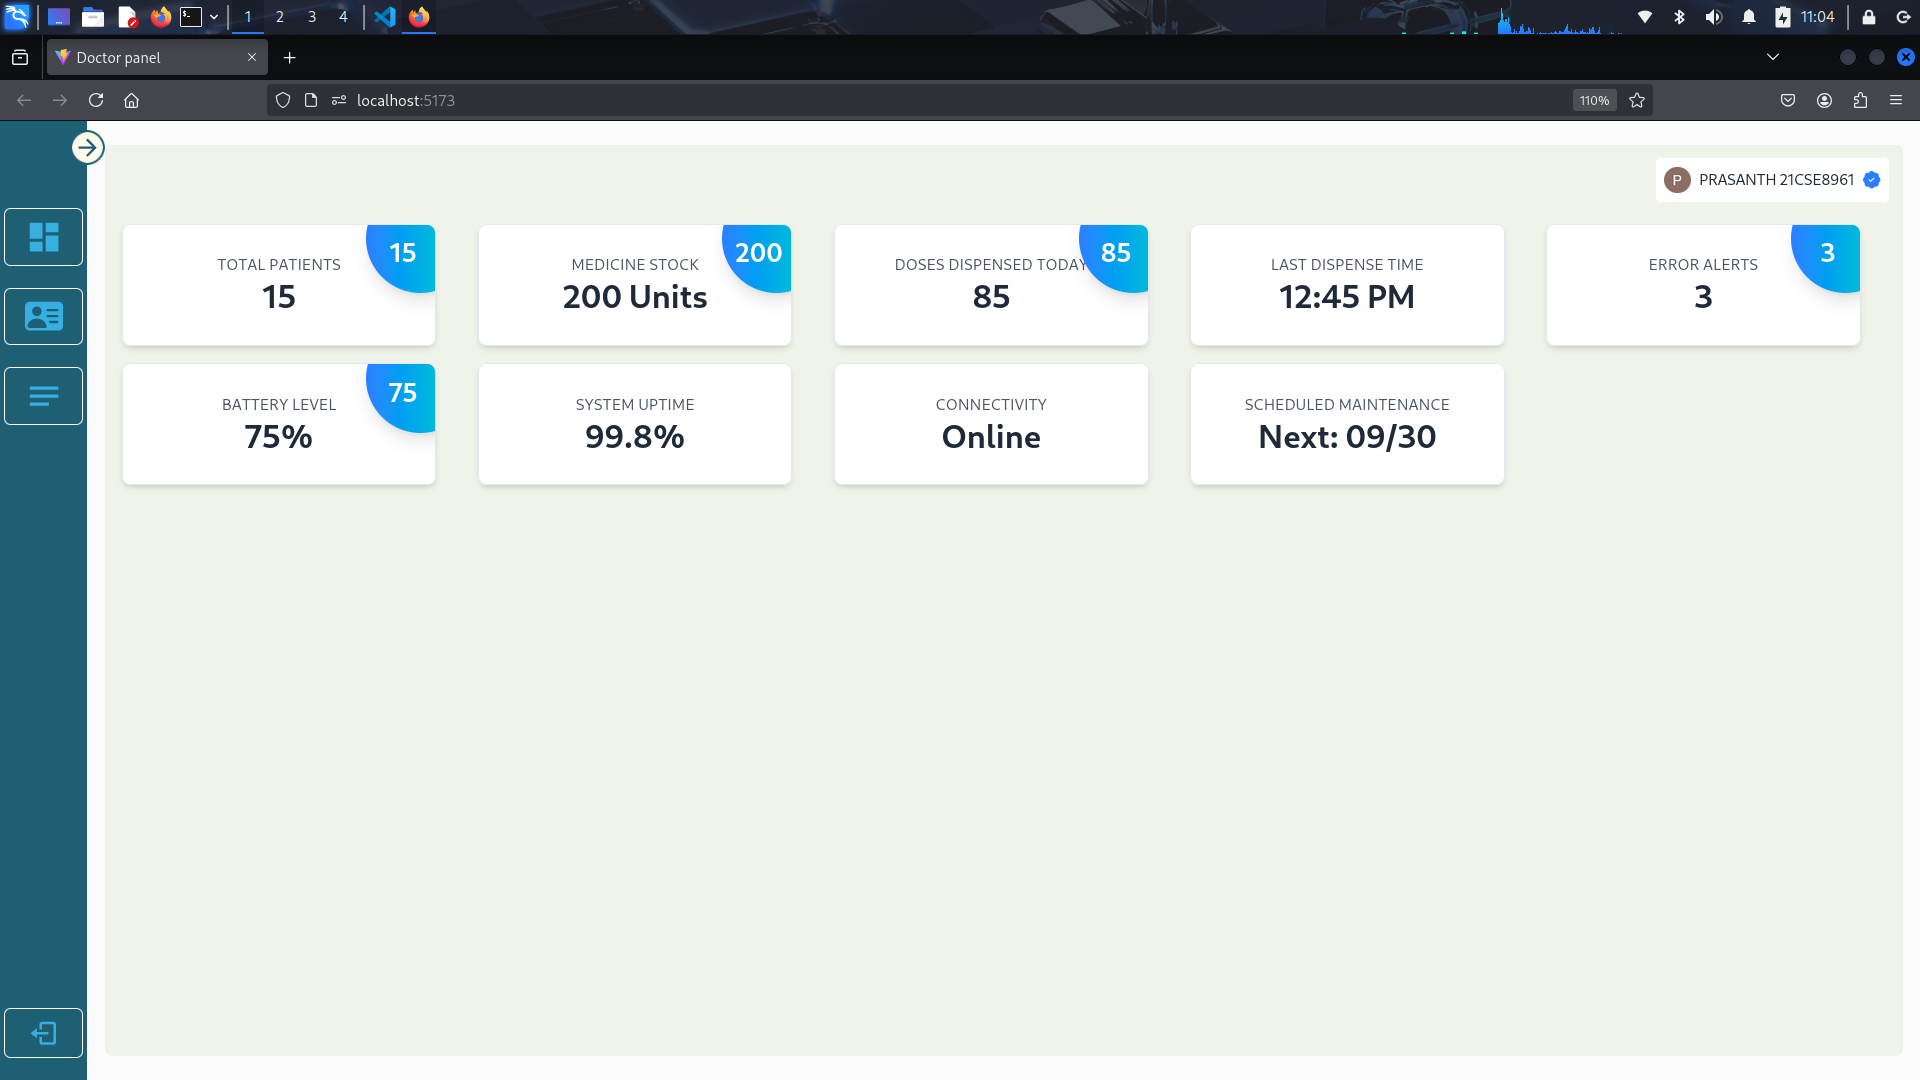 1 2 3 4 11:04
Doctor panel
localhost:5173 110%
P PRASANTH 21CSE8961
TOTAL PATIENTS 15
15
MEDICINE STOCK 200
200 Units
DOSES DISPENSED TODAY 85
85
LAST DISPENSE TIME
12:45 PM
ERROR ALERTS 3
3
BATTERY LEVEL 75
75%
SYSTEM UPTIME
99.8%
CONNECTIVITY
Online
SCHEDULED MAINTENANCE
Next: 09/30